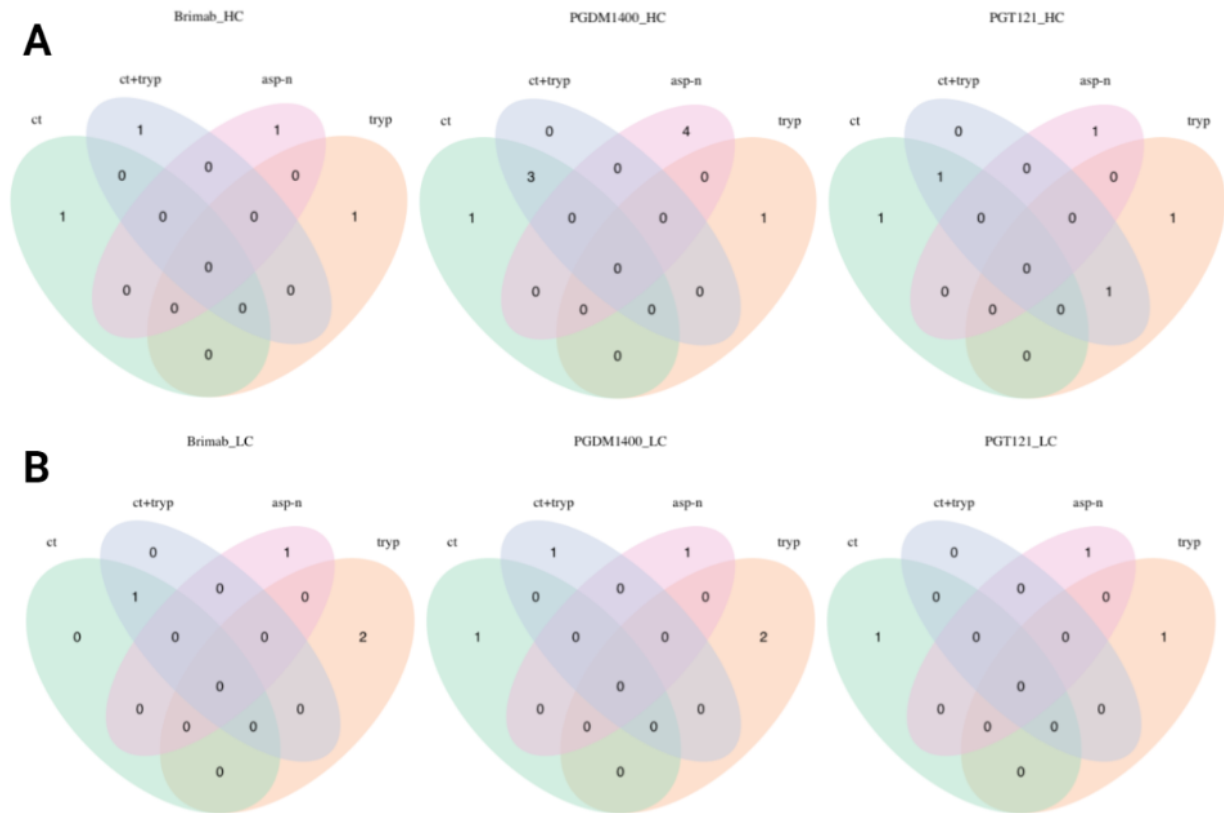 A
Brimab_HC PGDM1400_HC PGT121_HC
ct+tryp asp-n ct+tryp asp-n ct+tryp asp-n
ct tryp ct tryp ct tryp
1 1 0 4 0 1
0 0 0 3 0 0 1 0 0
1 0 0 1 1 0 0 1 1 0 0 1
0 0 0
0 0 0 0 0 1
0 0 0 0 0 0
0 0 0
B
Brimab_LC PGDM1400_LC PGT121_LC
ct+tryp asp-n ct+tryp asp-n ct+tryp asp-n
ct tryp ct tryp ct tryp
0 1 1 1 0 1
1 0 0 0 0 0 0 0 0
0 0 0 2 1 0 0 2 1 0 0 1
0 0 0
0 0 0 0 0 0
0 0 0 0 0 0
0 0 0